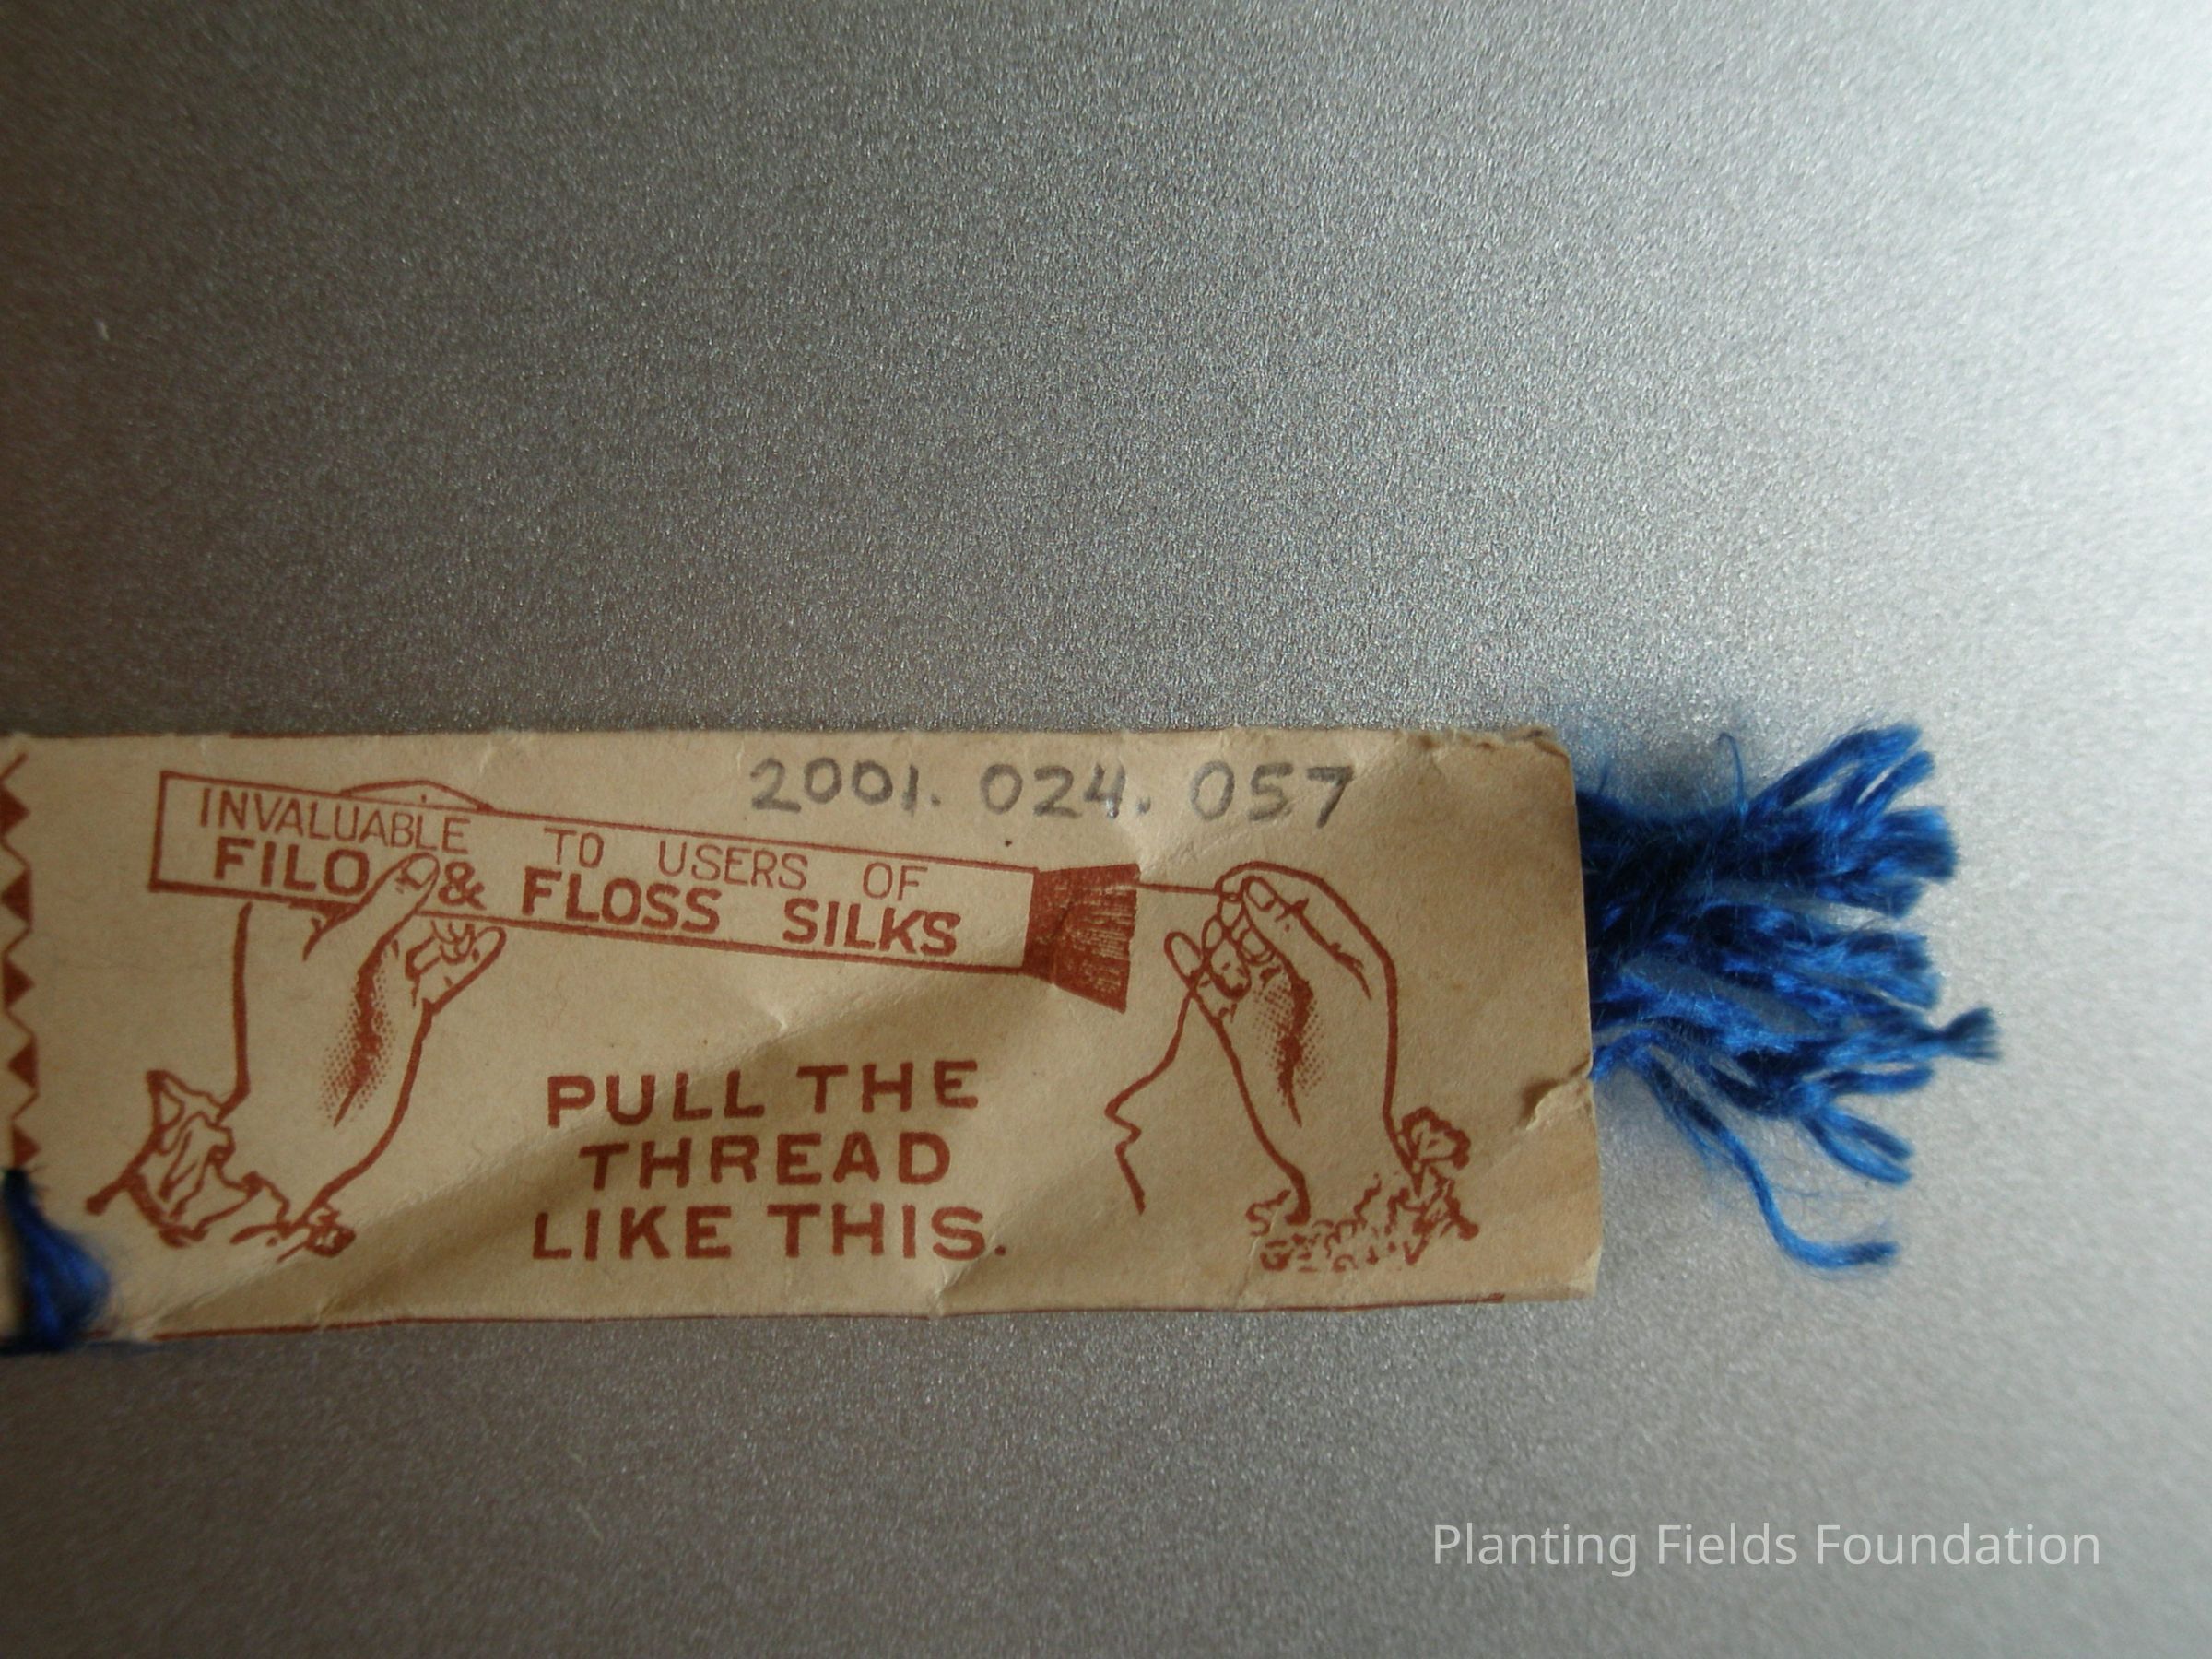 2001. 024. 057
INVALUABLE TO USERS OF
FILO & FLOSS SILKS
PULL THE
THREAD
LIKE THIS.
Planting Fields Foundation